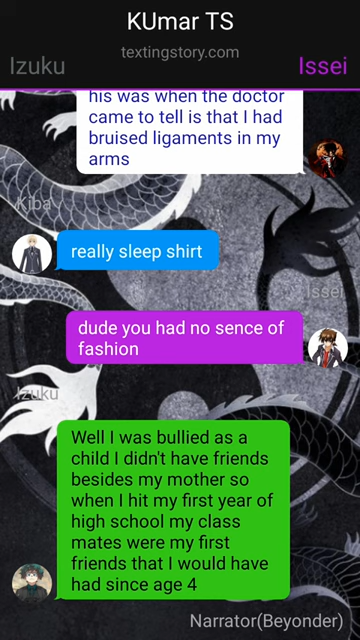 KUmar TS
textingstory.com
Izuku
Issei
his was when the doctor
came to tell is that I had
bruised ligaments in my
arms
Kiba
really sleep shirt
Issei
dude you had no sence of
fashion
Izuku
Well I was bullied as a
child I didn't have friends
besides my mother so
when I hit my first year of
high school my class
mates were my first
friends that I would have
had since age 4
Narrator(Beyonder)